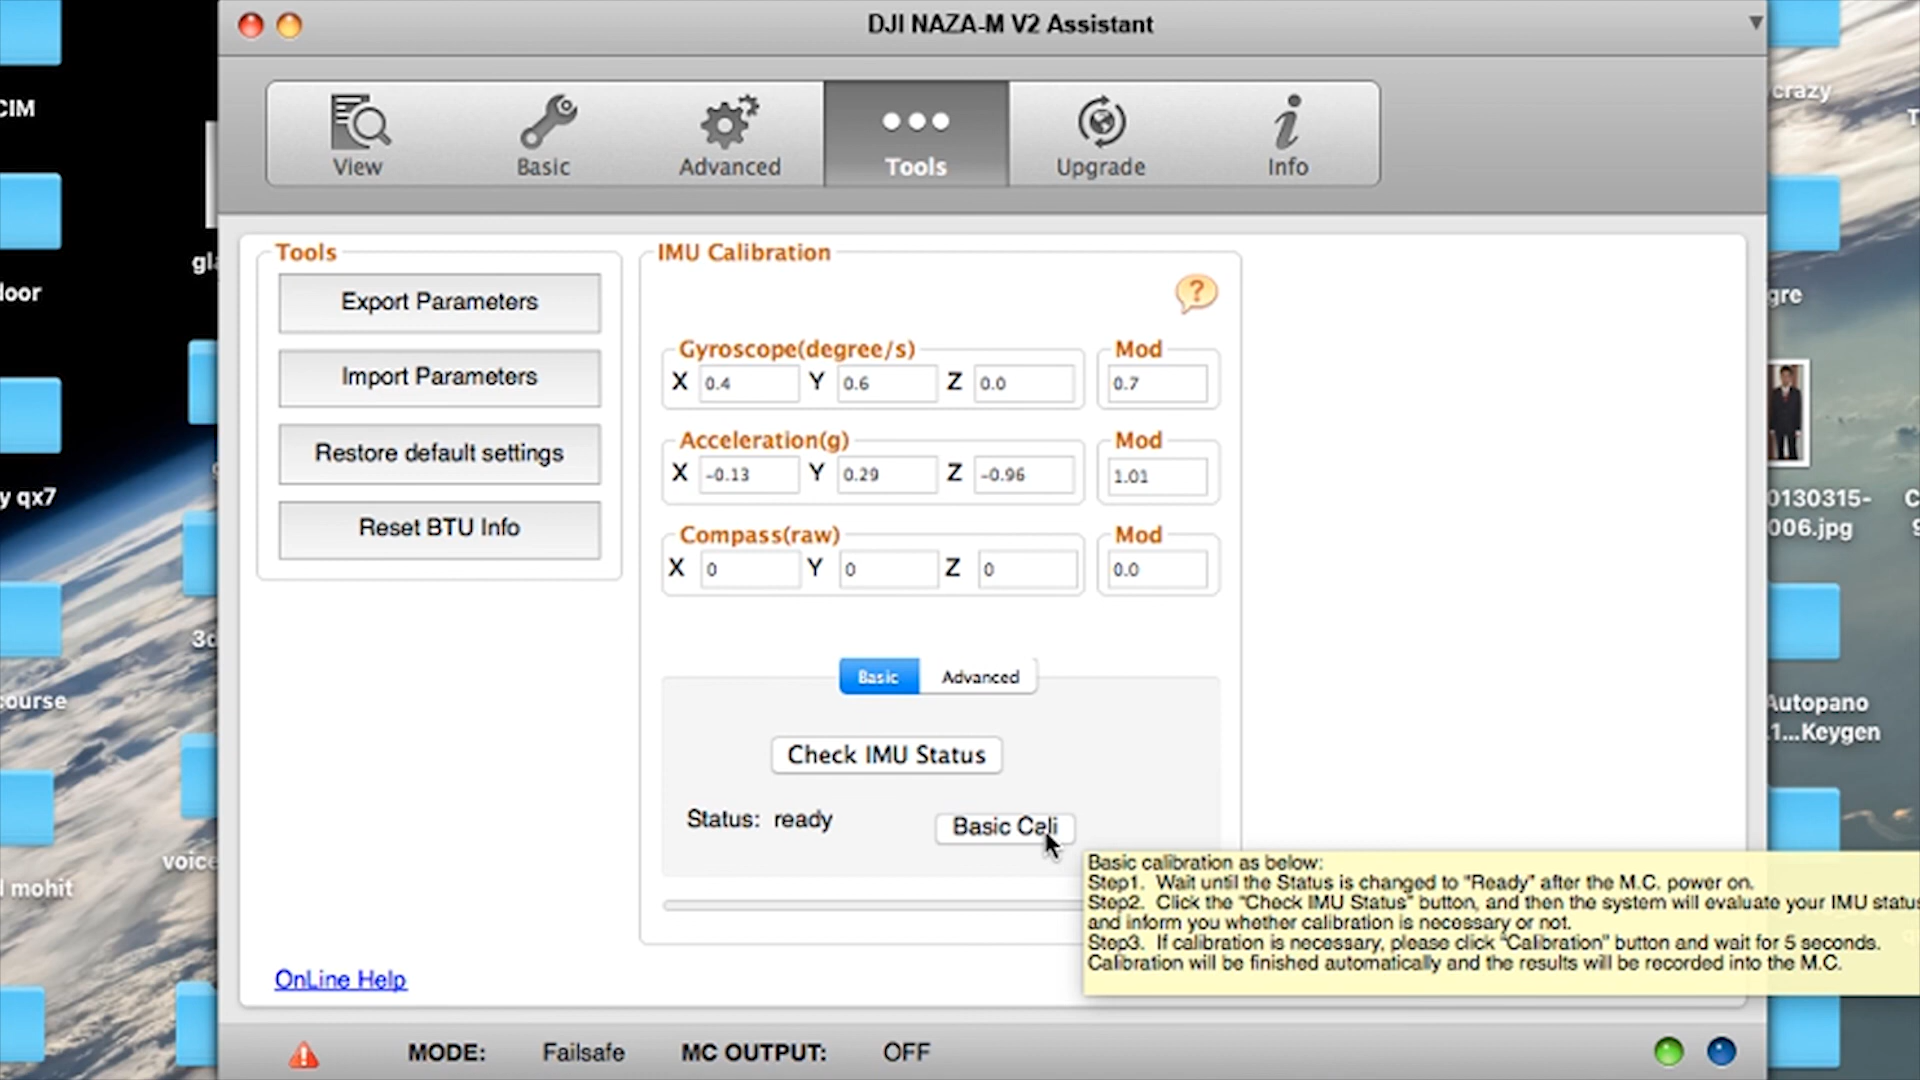 DJI NAZA-M V2 Assistant
View
Basic
Advanced
Tools
Upgrade
Info
Tools
Export Parameters
Import Parameters
Restore default settings
Reset BTU Info
IMU Calibration
?
Gyroscope(degree/s)
Mod
X 0.4 Y 0.6 Z 0.0
0.7
Acceleration(g)
Mod
X -0.13 Y 0.29 Z -0.96
1.01
Compass(raw)
Mod
X 0 Y 0 Z 0
0.0
Basic
Advanced
Check IMU Status
Status: ready
Basic Cali
Basic calibration as below:
Step1. Wait until the Status is changed to "Ready" after the M.C. power on.
Step2. Click the "Check IMU Status" button, and then the system will evaluate your IMU status
and inform you whether calibration is necessary or not.
Step3. If calibration is necessary, please click "Calibration" button and wait for 5 seconds.
Calibration will be finished automatically and the results will be recorded into the M.C.
OnLine Help
MODE: Failsafe MC OUTPUT: OFF
CIM
loor
y qx7
course
mohit
gla
3d
voice
crazy
gre
0130315-
006.jpg
Autopano
1...Keygen